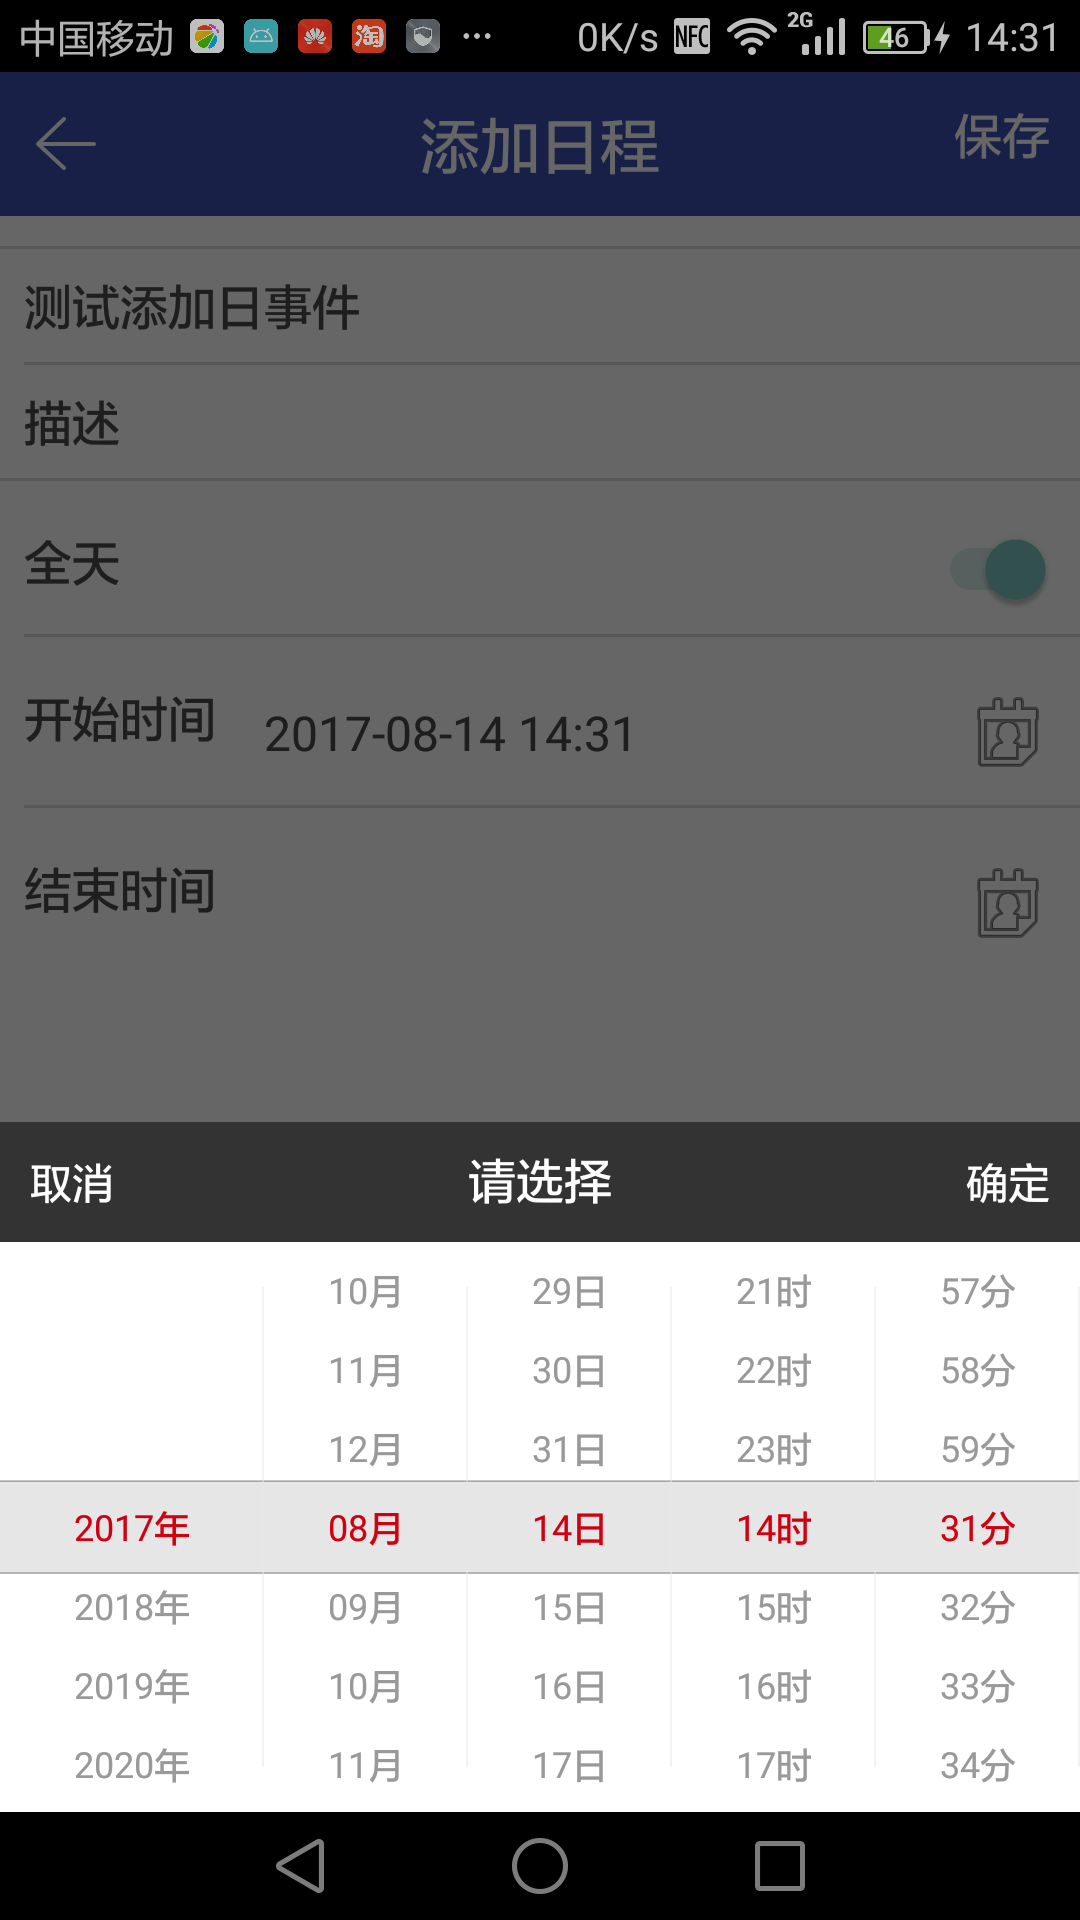 中国移动 淘 ... 0K/s NFC 2G 46 14:31
添加日程 保存
测试添加日事件
描述
全天
开始时间 2017-08-14 14:31
结束时间
取消 请选择 确定
10月 29日 21时 57分
11月 30日 22时 58分
12月 31日 23时 59分
2017年 08月 14日 14时 31分
2018年 09月 15日 15时 32分
2019年 10月 16日 16时 33分
2020年 11月 17日 17时 34分